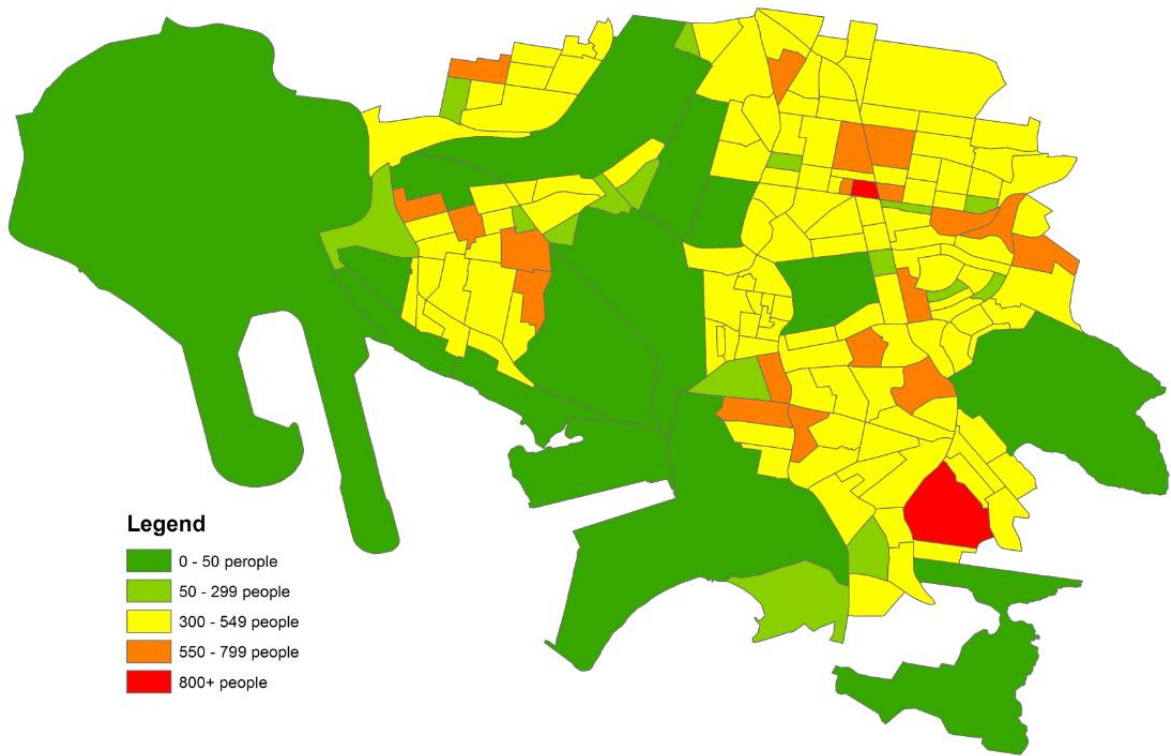 Legend
0 - 50 perople
50 - 299 people
300 - 549 people
550 - 799 people
800+ people